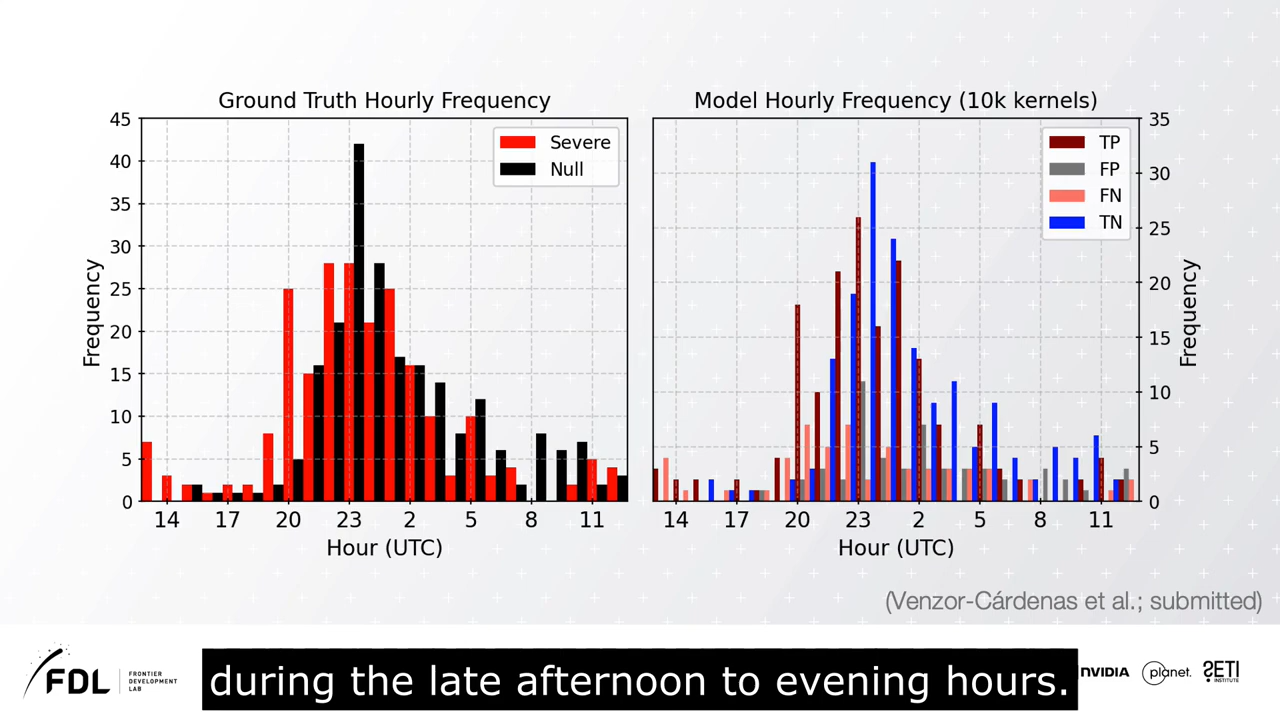 Ground Truth Hourly Frequency
Severe
Null
45
40
35
30
25
20
15
10
5
0
Frequency
14 17 20 23 2 5 8 11
Hour (UTC)
Model Hourly Frequency (10k kernels)
TP
FP
FN
TN
35
30
25
20
15
10
5
0
Frequency
14 17 20 23 2 5 8 11
Hour (UTC)
(Venzor-Cárdenas et al.; submitted)
FDL
FRONTIER
DEVELOPMENT
LAB
during the late afternoon to evening hours.
NVIDIA
planet.
SETI
INSTITUTE